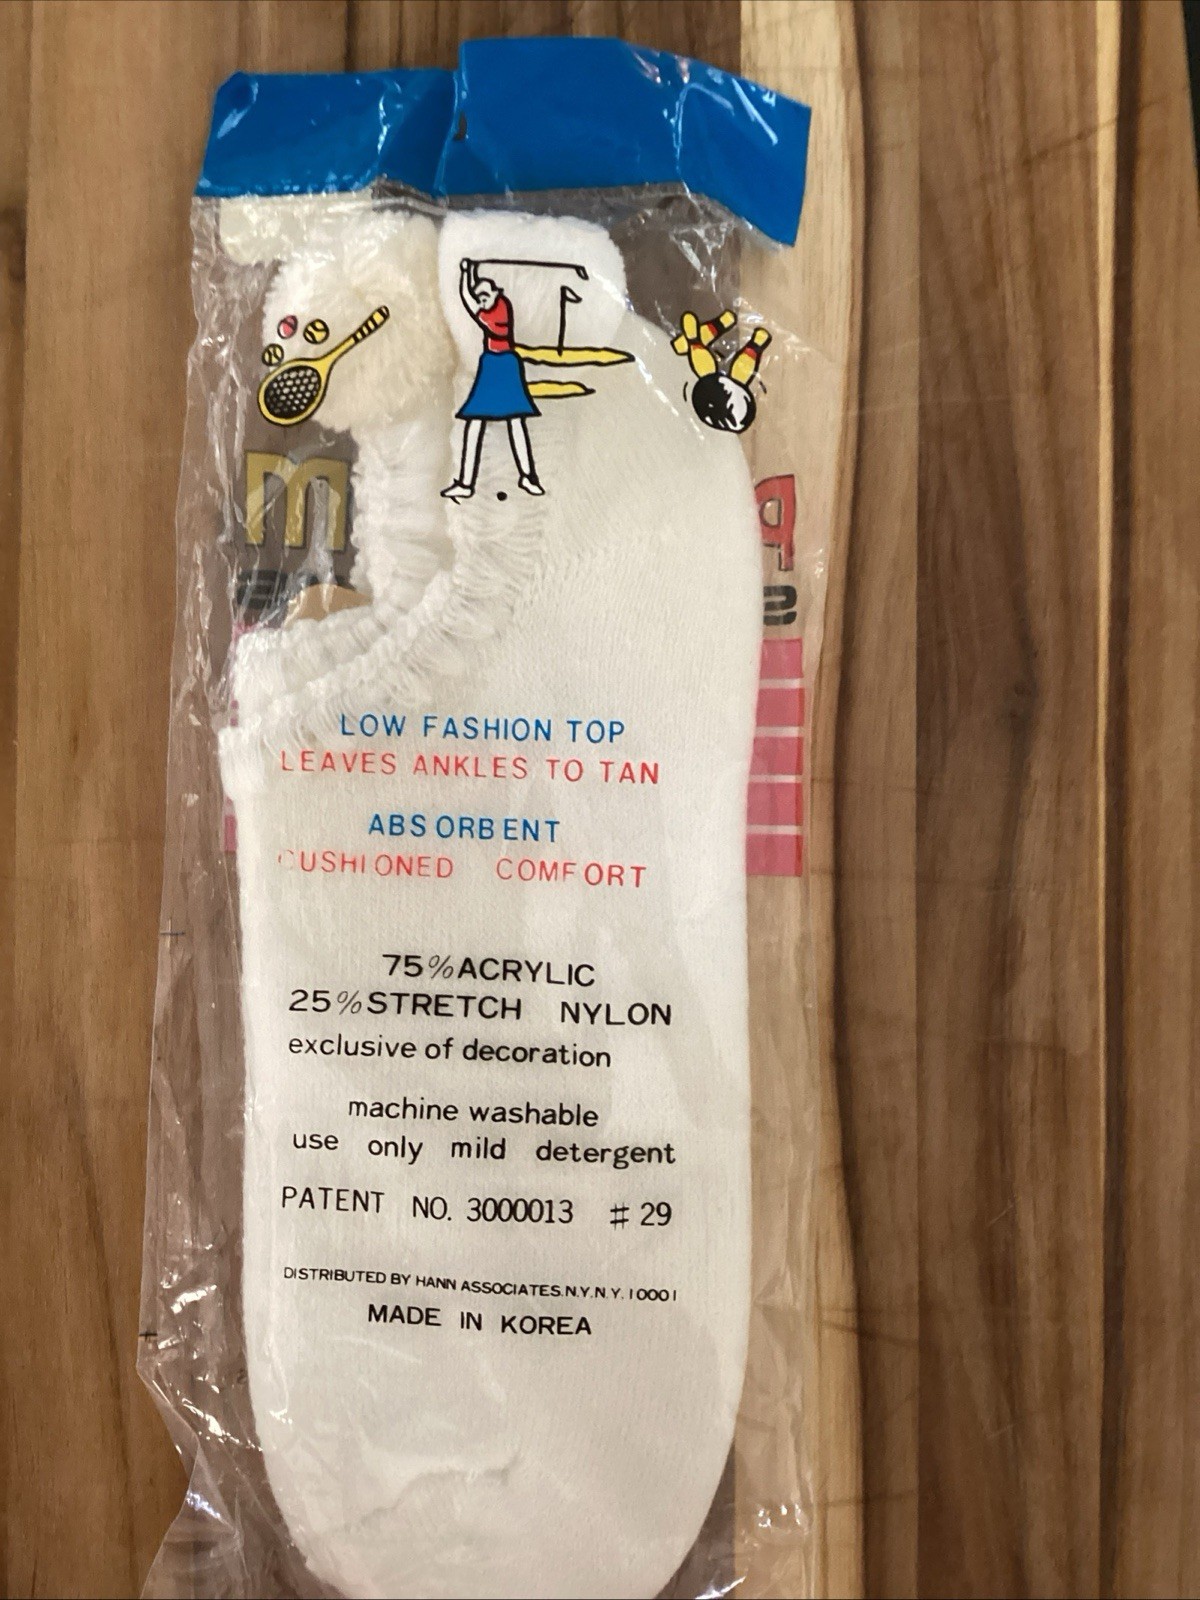 LOW FASHION TOP
LEAVES ANKLES TO TAN
ABSORBENT
CUSHIONED COMFORT
75% ACRYLIC
25% STRETCH NYLON
exclusive of decoration
machine washable
use only mild detergent
PATENT NO. 3000013 # 29
DISTRIBUTED BY HANN ASSOCIATES.N.Y.N.Y. 10001
MADE IN KOREA